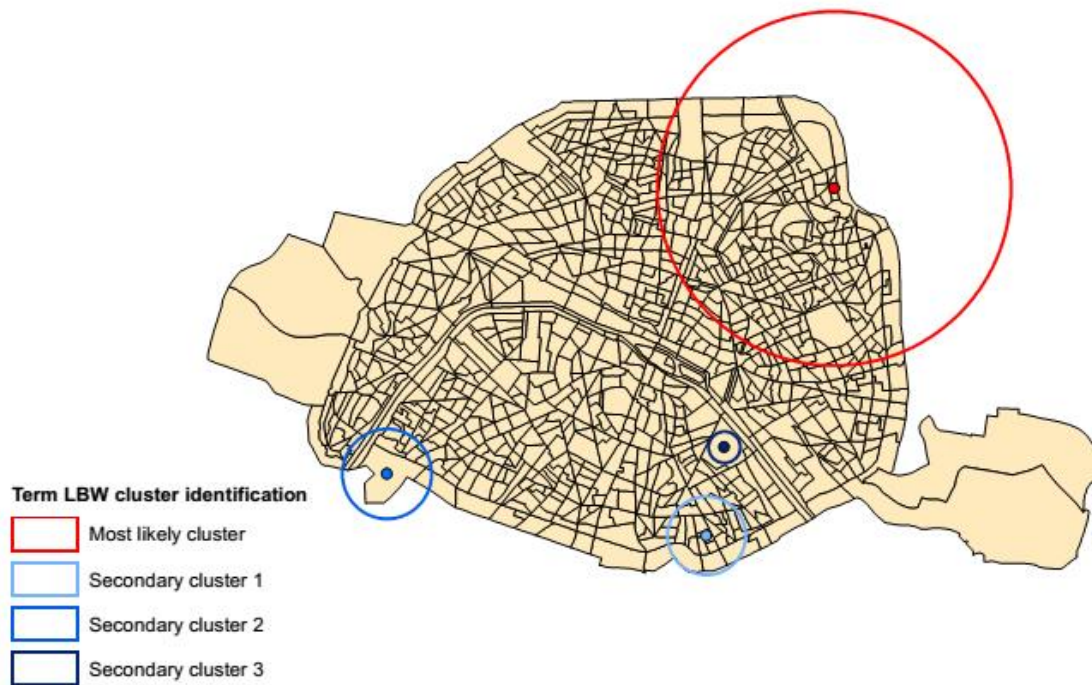 Term LBW cluster identification
Most likely cluster
Secondary cluster 1
Secondary cluster 2
Secondary cluster 3